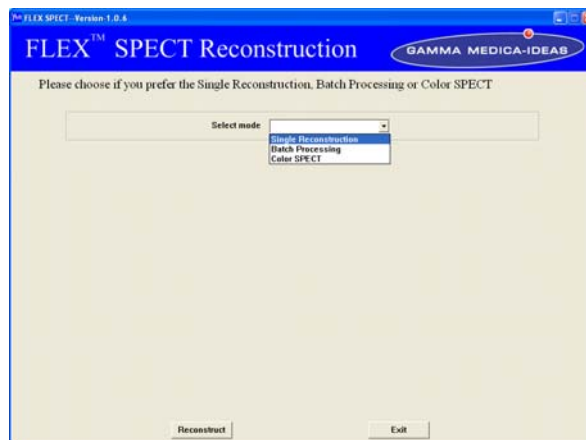 FLEX SPECT--Version-1.0.6
FLEX™ SPECT Reconstruction
GAMMA MEDICA-IDEAS
Please choose if you prefer the Single Reconstruction, Batch Processing or Color SPECT
Select mode
Single Reconstruction
Batch Processing
Color SPECT
Reconstruct
Exit